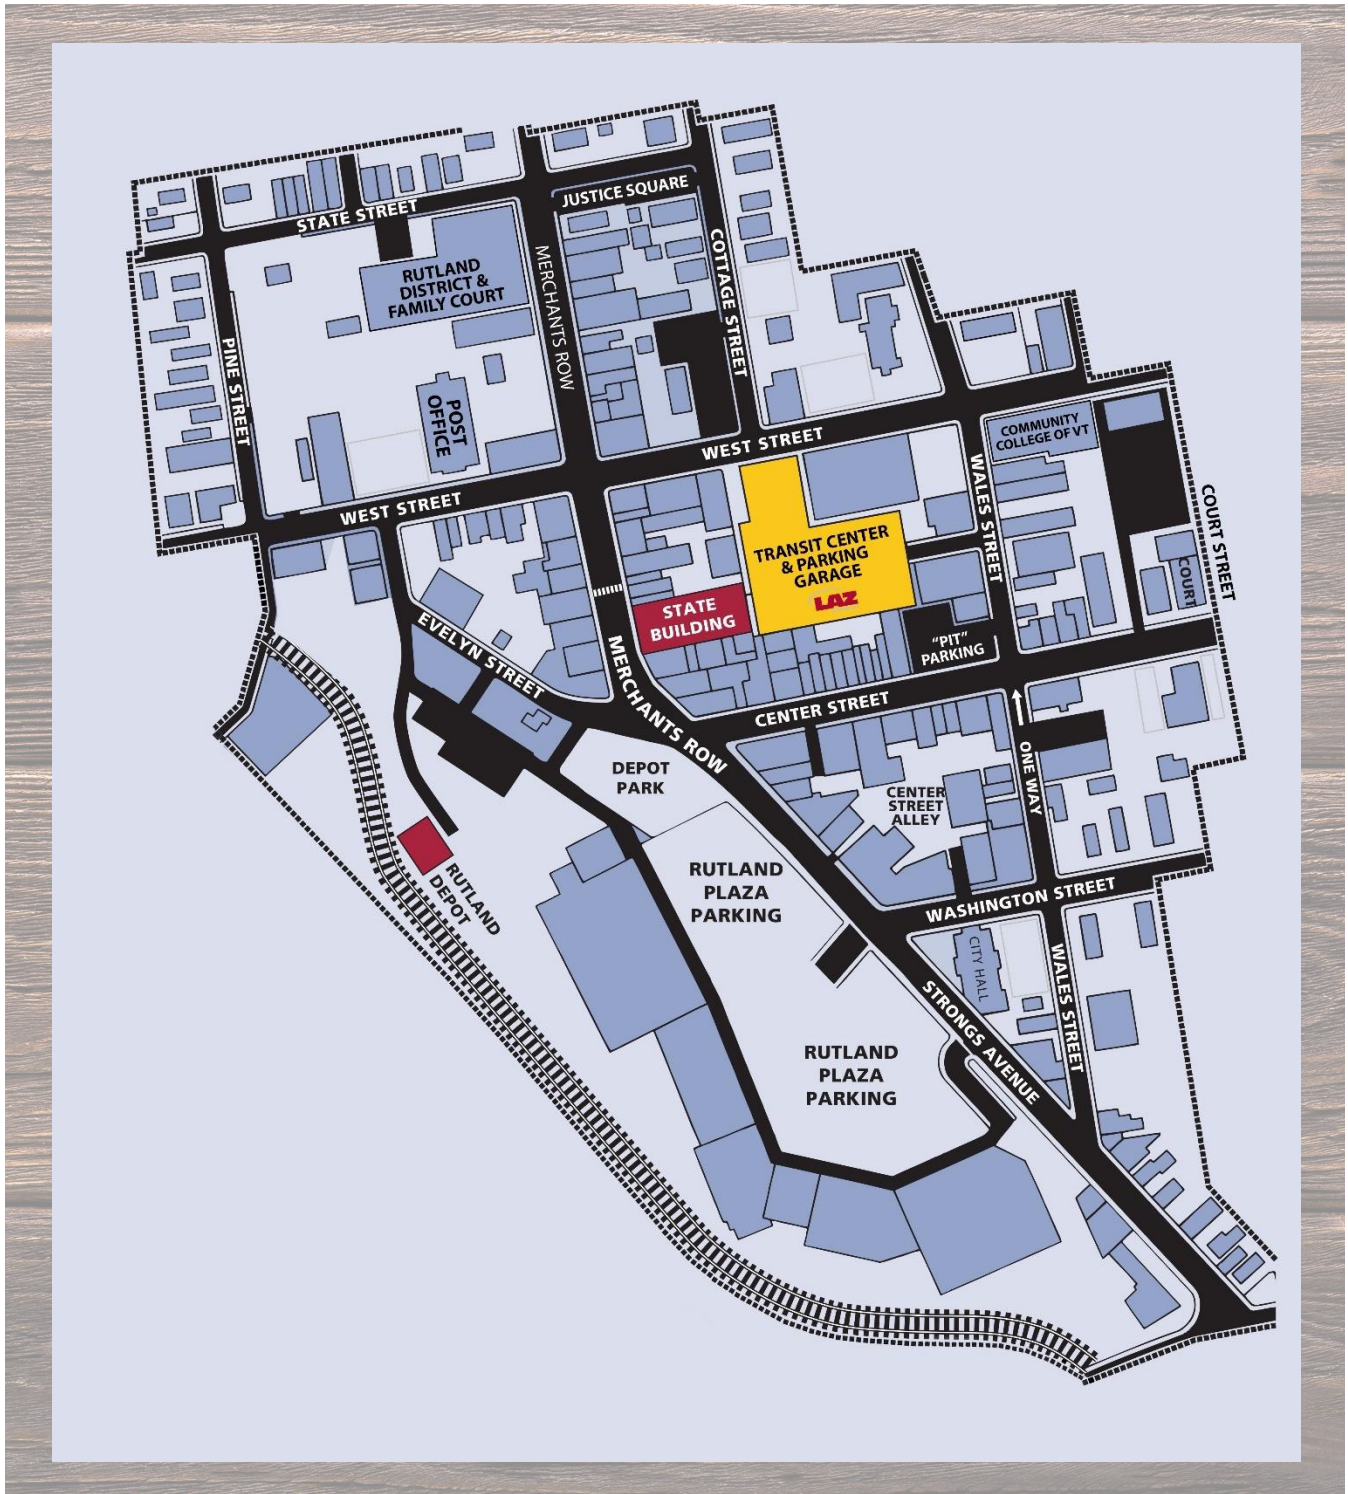 STATE STREET
JUSTICE SQUARE
RUTLAND
DISTRICT &
FAMILY COURT
MERCHANTS ROW
COTTAGE STREET
PINE STREET
POST
OFFICE
WEST STREET
COMMUNITY
COLLEGE OF VT
WEST STREET
WALES STREET
COURT STREET
TRANSIT CENTER
& PARKING
GARAGE
LAZ
COURT
STATE
BUILDING
EVELYN STREET
"PIT"
PARKING
MERCHANTS ROW
CENTER STREET
DEPOT
PARK
ONE WAY
CENTER
STREET
ALLEY
RUTLAND
DEPOT
RUTLAND
PLAZA
PARKING
WASHINGTON STREET
CITY HALL
WALES STREET
STRONGS AVENUE
RUTLAND
PLAZA
PARKING